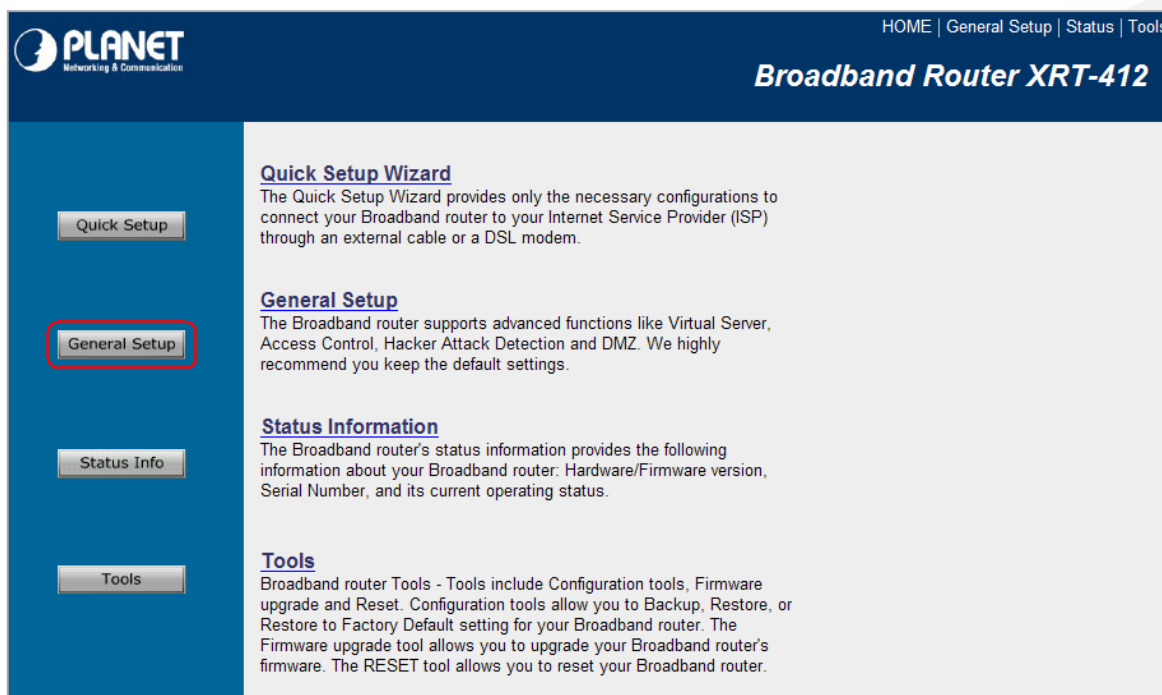 PLANET
Networking & Communication
HOME | General Setup | Status | Tools
Broadband Router XRT-412
Quick Setup
General Setup
Status Info
Tools
Quick Setup Wizard
The Quick Setup Wizard provides only the necessary configurations to
connect your Broadband router to your Internet Service Provider (ISP)
through an external cable or a DSL modem.
General Setup
The Broadband router supports advanced functions like Virtual Server,
Access Control, Hacker Attack Detection and DMZ. We highly
recommend you keep the default settings.
Status Information
The Broadband router's status information provides the following
information about your Broadband router: Hardware/Firmware version,
Serial Number, and its current operating status.
Tools
Broadband router Tools - Tools include Configuration tools, Firmware
upgrade and Reset. Configuration tools allow you to Backup, Restore, or
Restore to Factory Default setting for your Broadband router. The
Firmware upgrade tool allows you to upgrade your Broadband router's
firmware. The RESET tool allows you to reset your Broadband router.